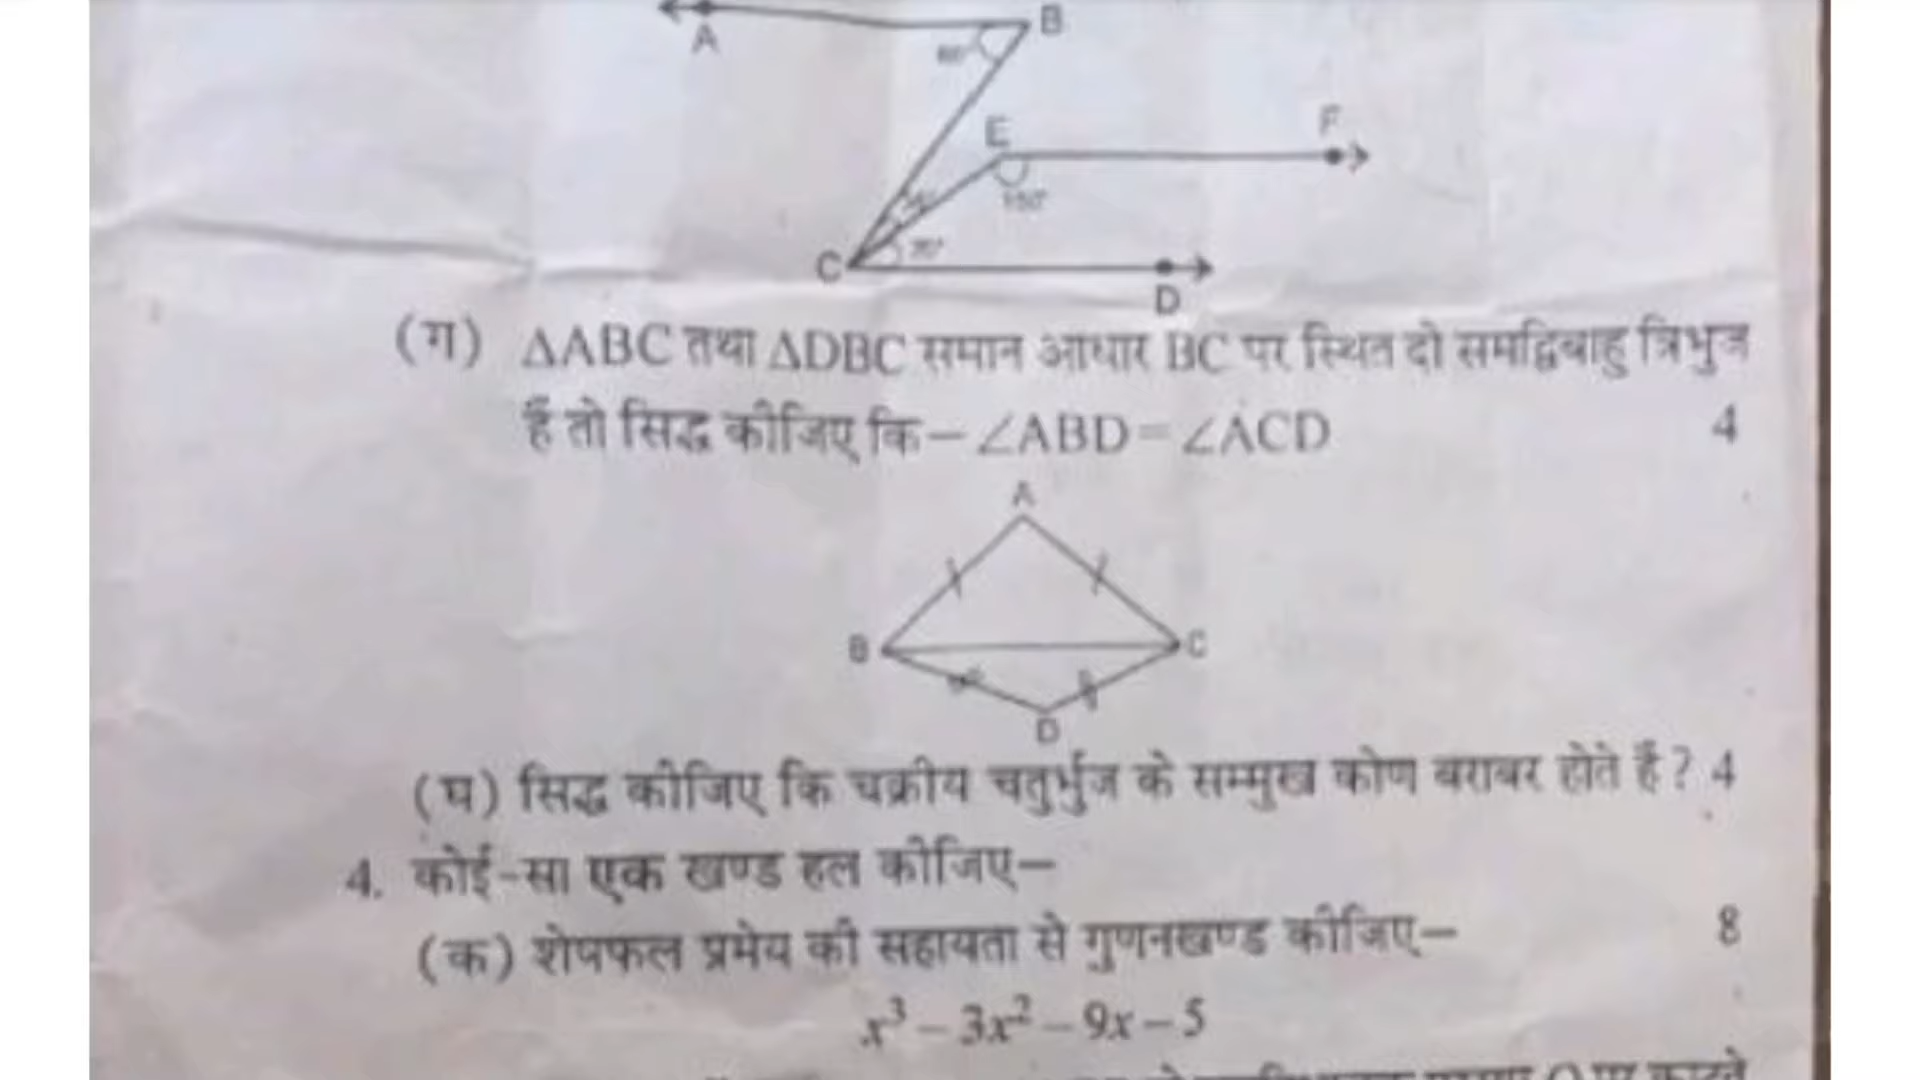 A
B
E
F
C
D
(ग) ΔABC तथा ΔDBC समान आधार BC पर स्थित दो समद्विबाहु त्रिभुज
हैं तो सिद्ध कीजिए कि– ∠ABD = ∠ACD 4
A
B
C
D
(घ) सिद्ध कीजिए कि चक्रीय चतुर्भुज के सम्मुख कोण बराबर होते हैं? 4
4. कोई-सा एक खण्ड हल कीजिए–
(क) शेषफल प्रमेय की सहायता से गुणनखण्ड कीजिए– 8
x³ – 3x² – 9x – 5